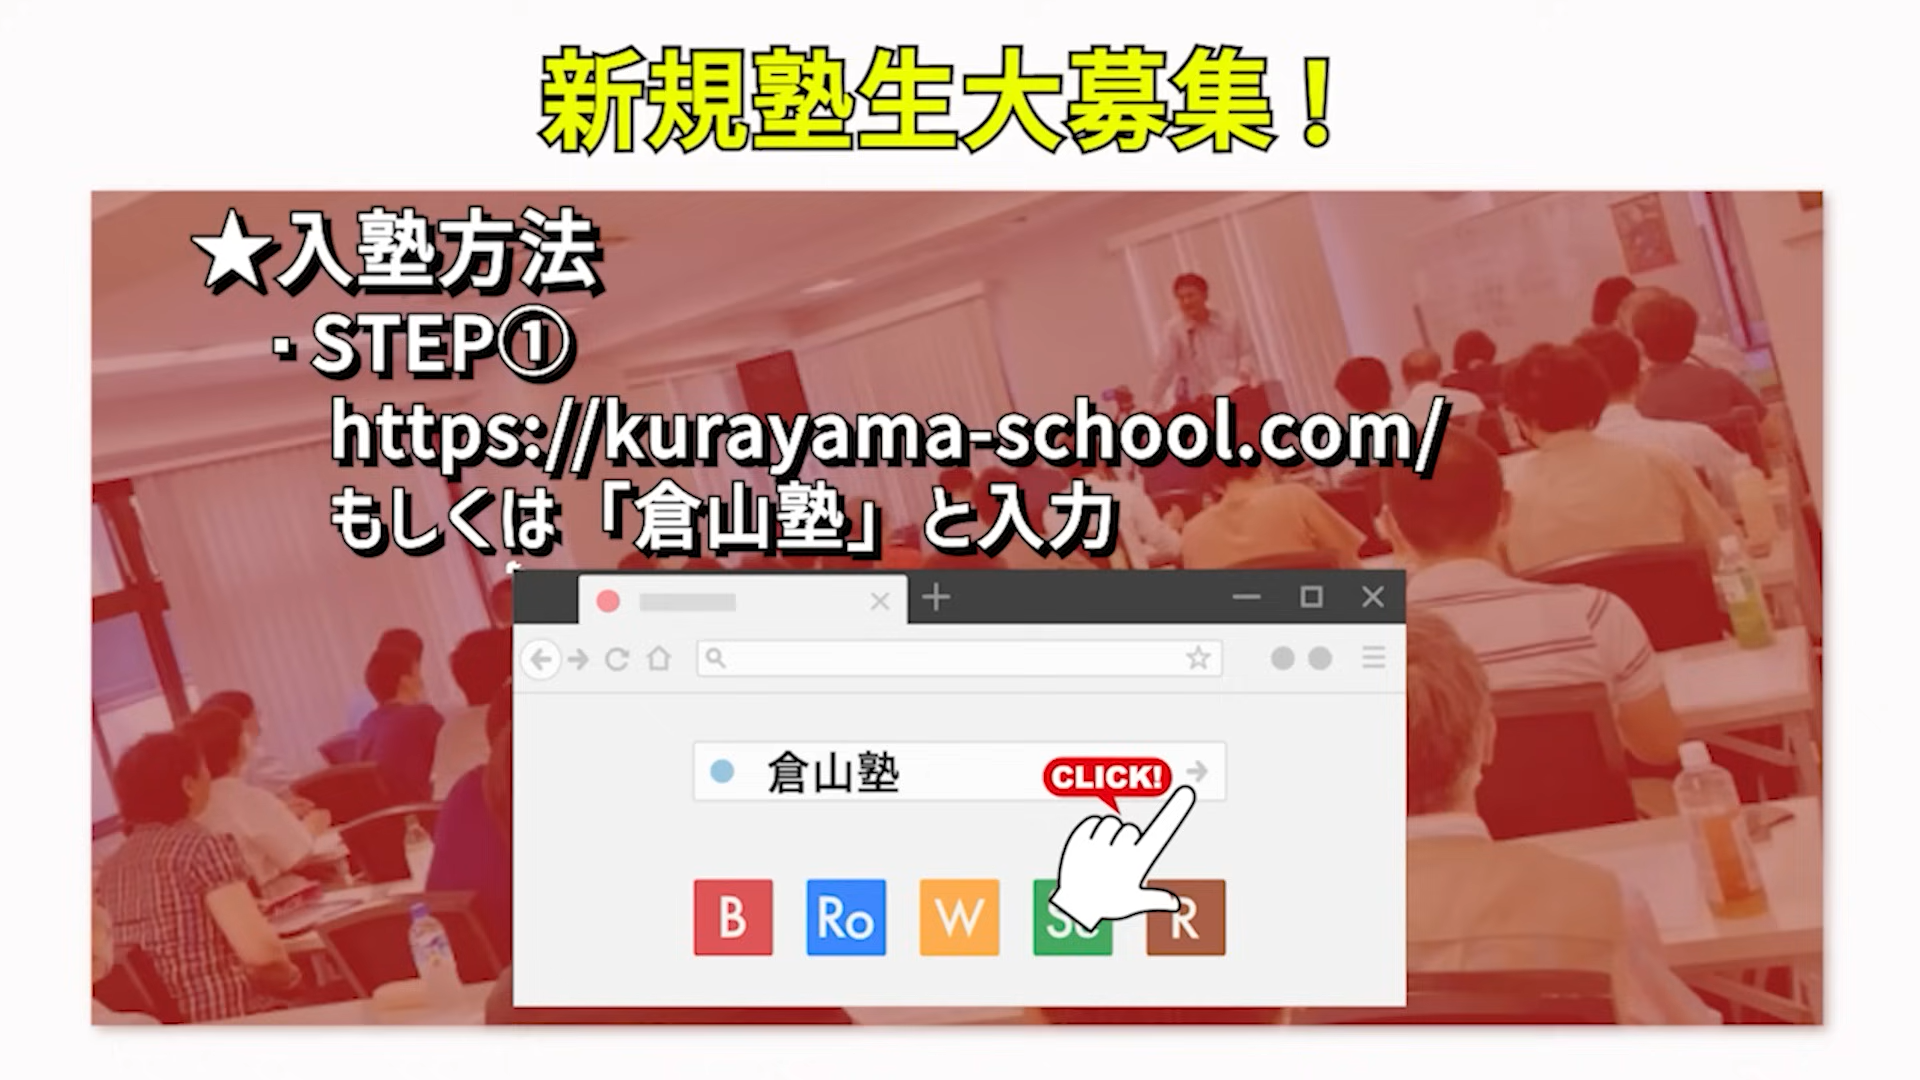 新規塾生大募集！
★入塾方法
・STEP①
https://kurayama-school.com/
もしくは「倉山塾」と入力
倉山塾
CLICK!
B
Ro
W
R